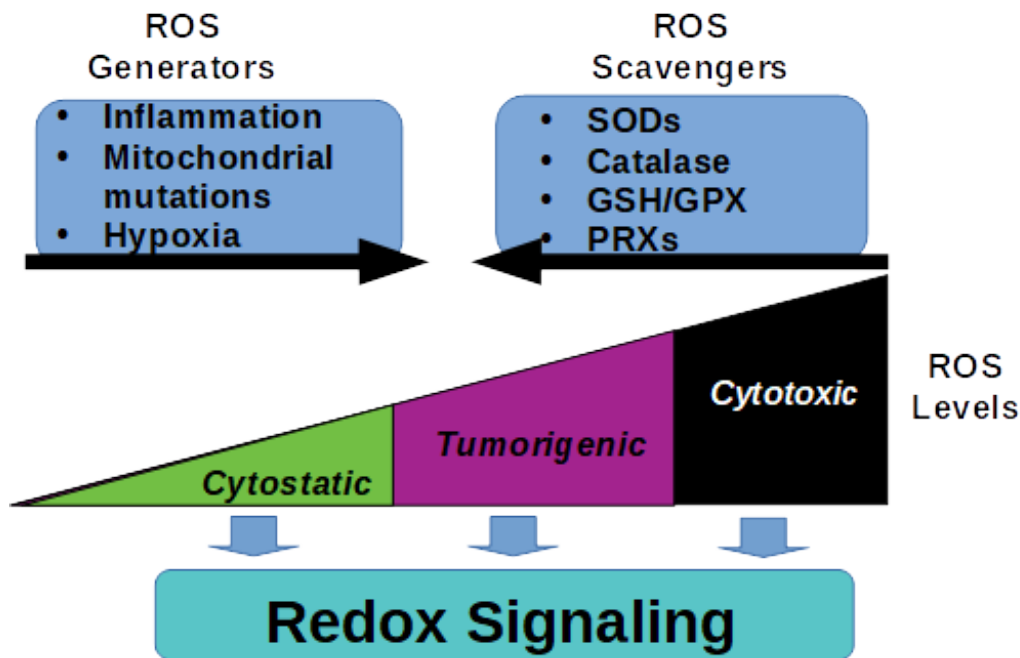 ROS
Generators
• Inflammation
• Mitochondrial
mutations
• Hypoxia
ROS
Scavengers
• SODs
• Catalase
• GSH/GPX
• PRXs
Cytostatic
Tumorigenic
Cytotoxic
ROS
Levels
Redox Signaling